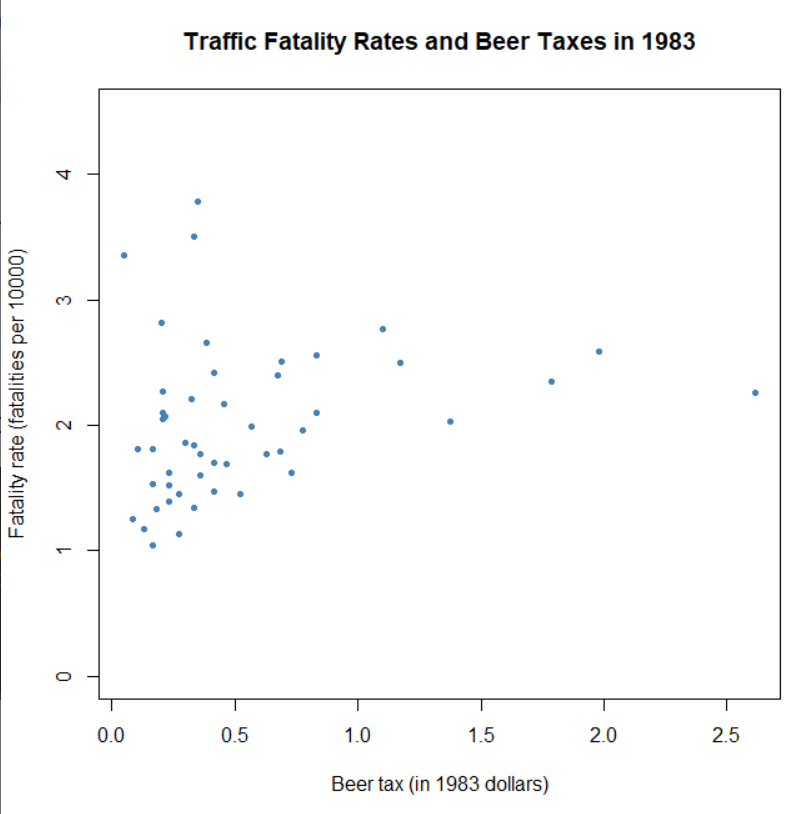 Traffic Fatality Rates and Beer Taxes in 1983
Fatality rate (fatalities per 10000)
4
3
2
1
0
0.0 0.5 1.0 1.5 2.0 2.5
Beer tax (in 1983 dollars)